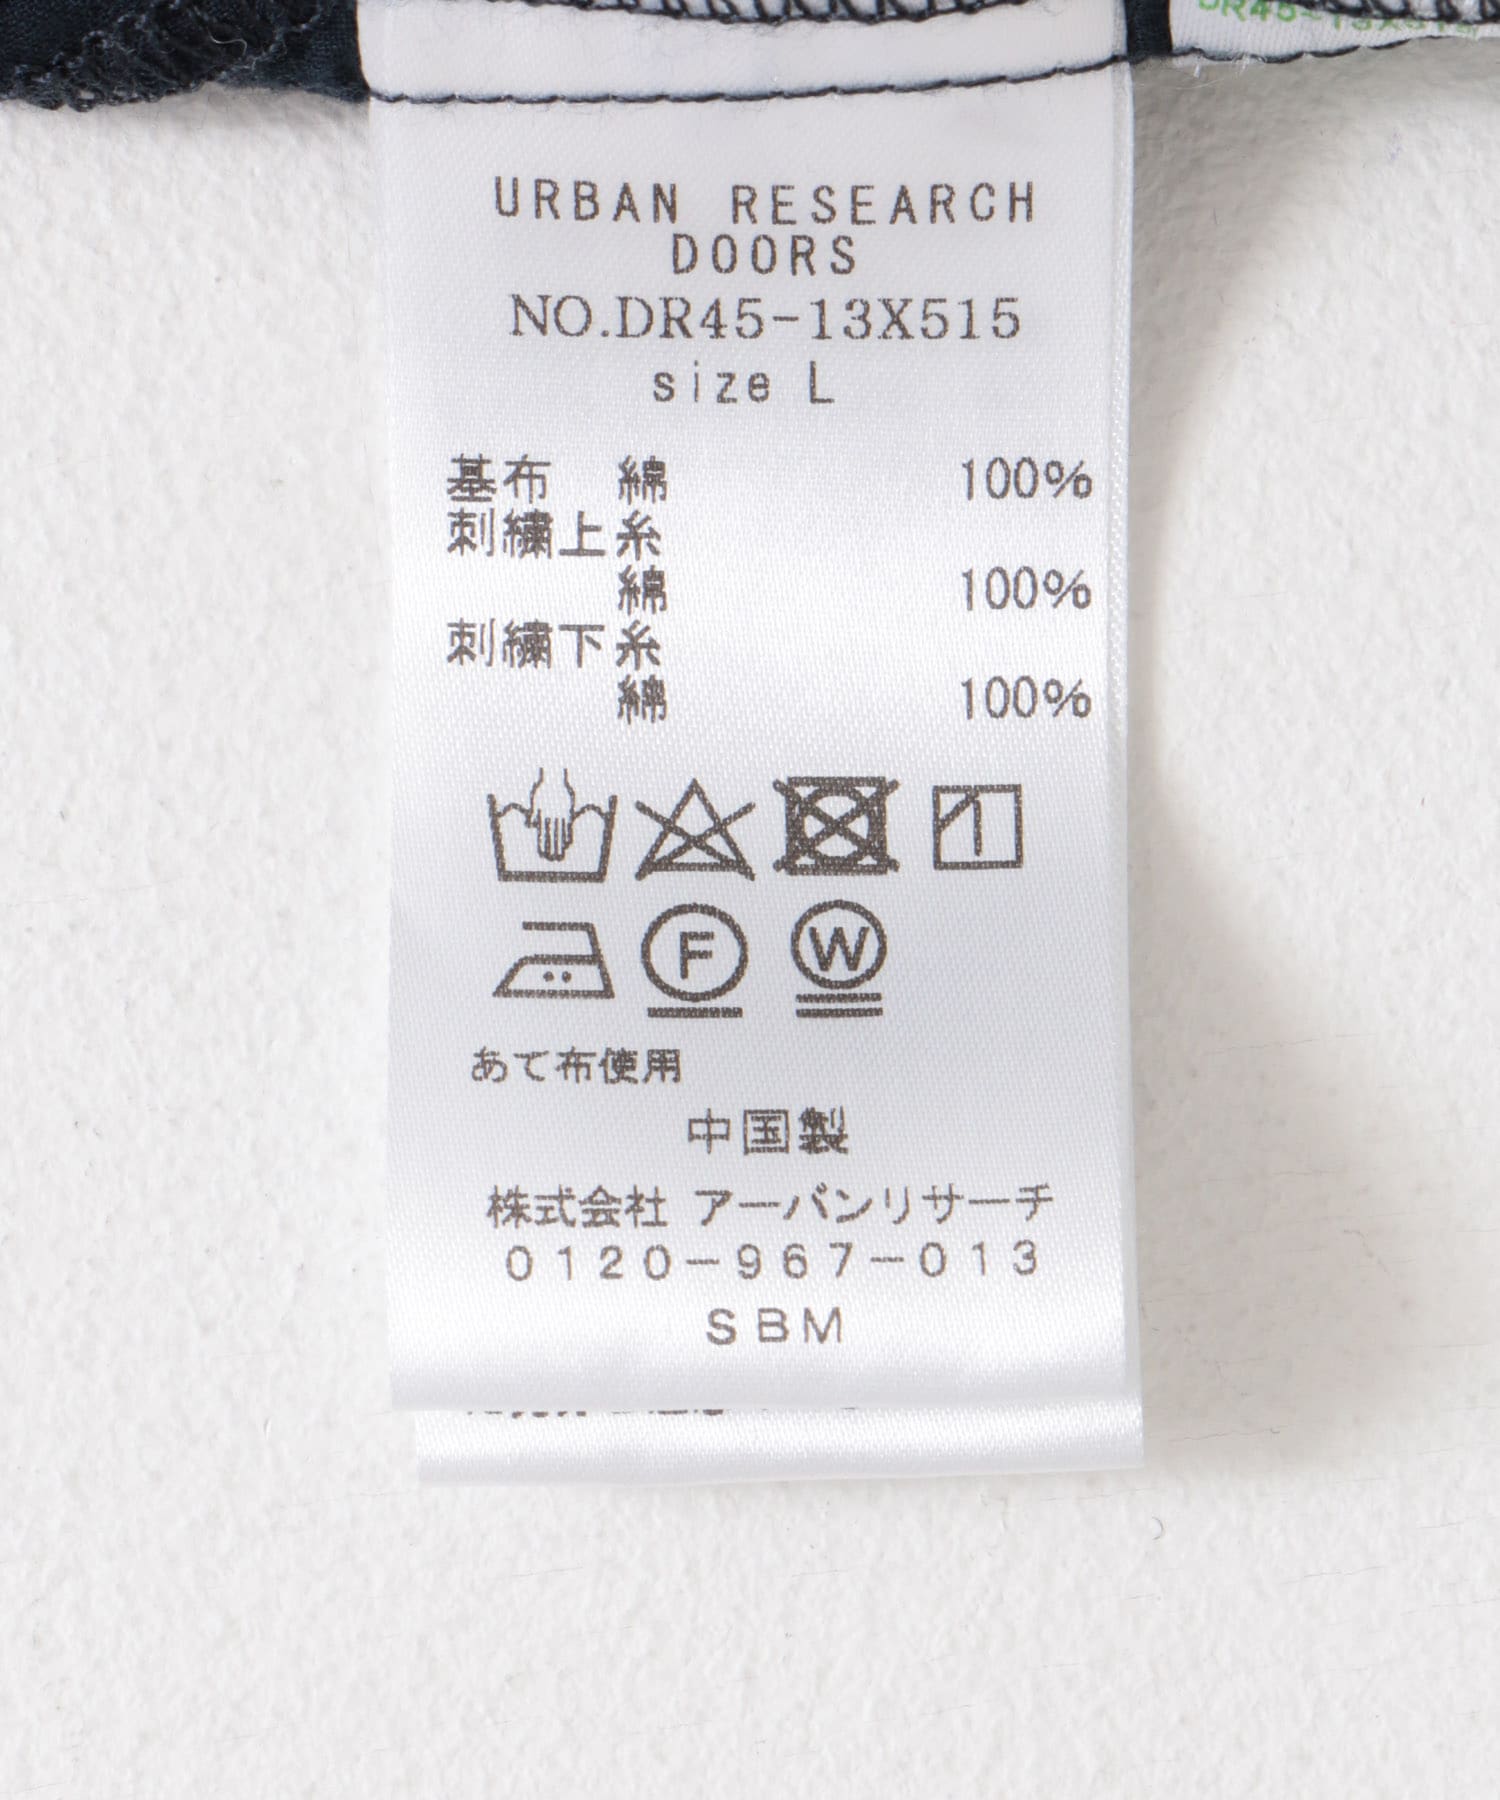 DR45-13X515
URBAN RESEARCH
DOORS
NO.DR45-13X515
size L
基布 綿 100%
刺繍上糸
綿 100%
刺繍下糸
綿 100%
F
W
あて布使用
中国製
株式会社 アーバンリサーチ
0120-967-013
SBM